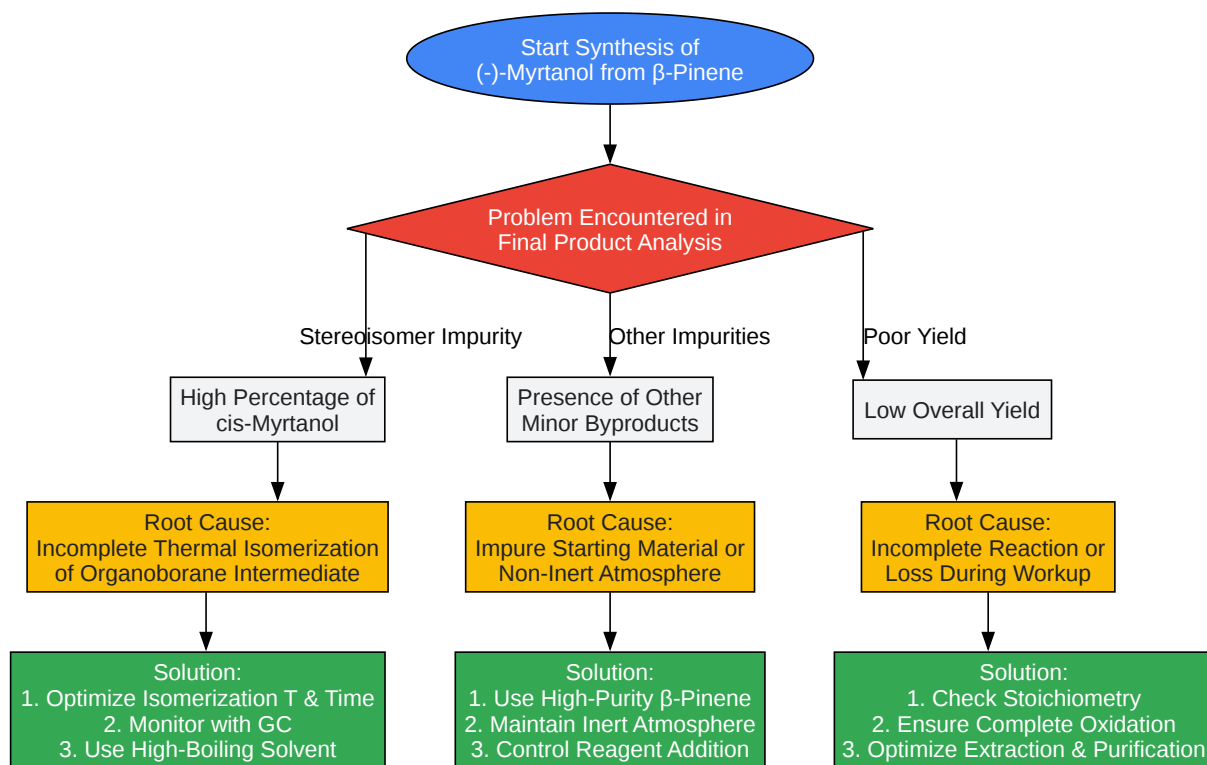 Start Synthesis of
(-)-Myrtanol from β-Pinene
Problem Encountered in
Final Product Analysis
Stereoisomer Impurity
Other Impurities
Poor Yield
High Percentage of
cis-Myrtanol
Presence of Other
Minor Byproducts
Low Overall Yield
Root Cause:
Incomplete Thermal Isomerization
of Organoborane Intermediate
Root Cause:
Impure Starting Material or
Non-Inert Atmosphere
Root Cause:
Incomplete Reaction or
Loss During Workup
Solution:
1. Optimize Isomerization T & Time
2. Monitor with GC
3. Use High-Boiling Solvent
Solution:
1. Use High-Purity β-Pinene
2. Maintain Inert Atmosphere
3. Control Reagent Addition
Solution:
1. Check Stoichiometry
2. Ensure Complete Oxidation
3. Optimize Extraction & Purification